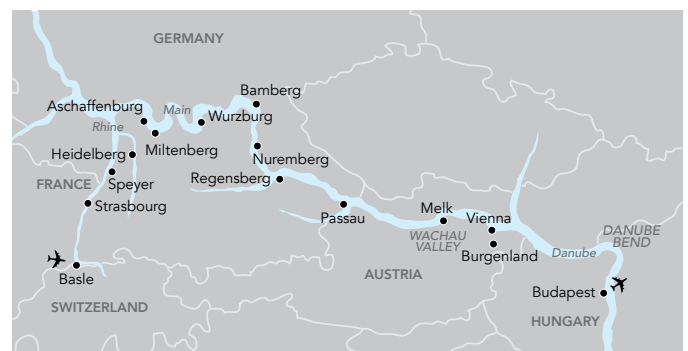 GERMANY
Bamberg
Aschaffenburg
Main
Wurzburg
Rhine
Miltenberg
Nuremberg
Heidelberg
Regensberg
FRANCE
Speyer
Strasbourg
Passau
Melk
Vienna
WACHAU
VALLEY
DANUBE
BEND
Burgenland
Danube
Basle
AUSTRIA
Budapest
SWITZERLAND
HUNGARY